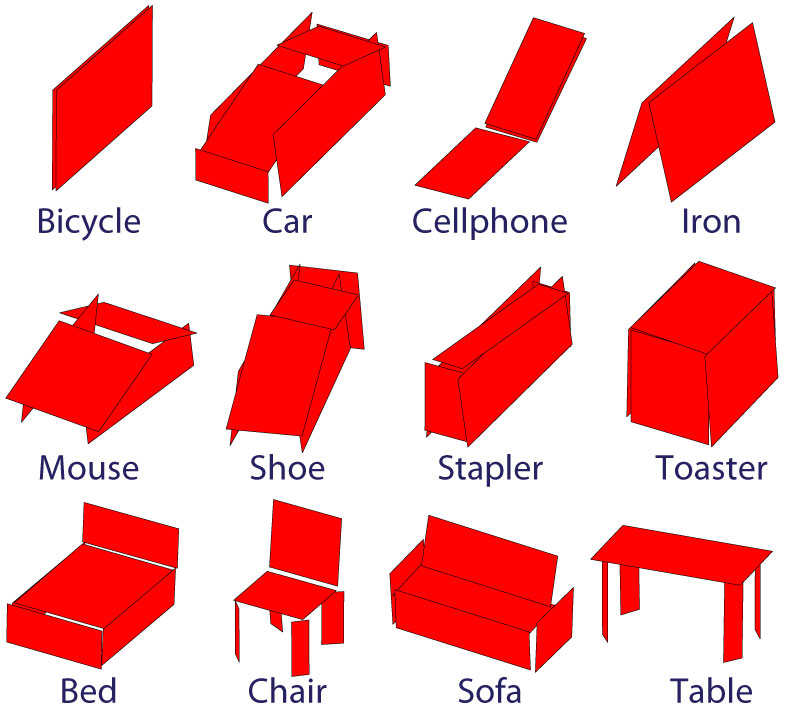 Bicycle
Car
Cellphone
Iron
Mouse
Shoe
Stapler
Toaster
Bed
Chair
Sofa
Table